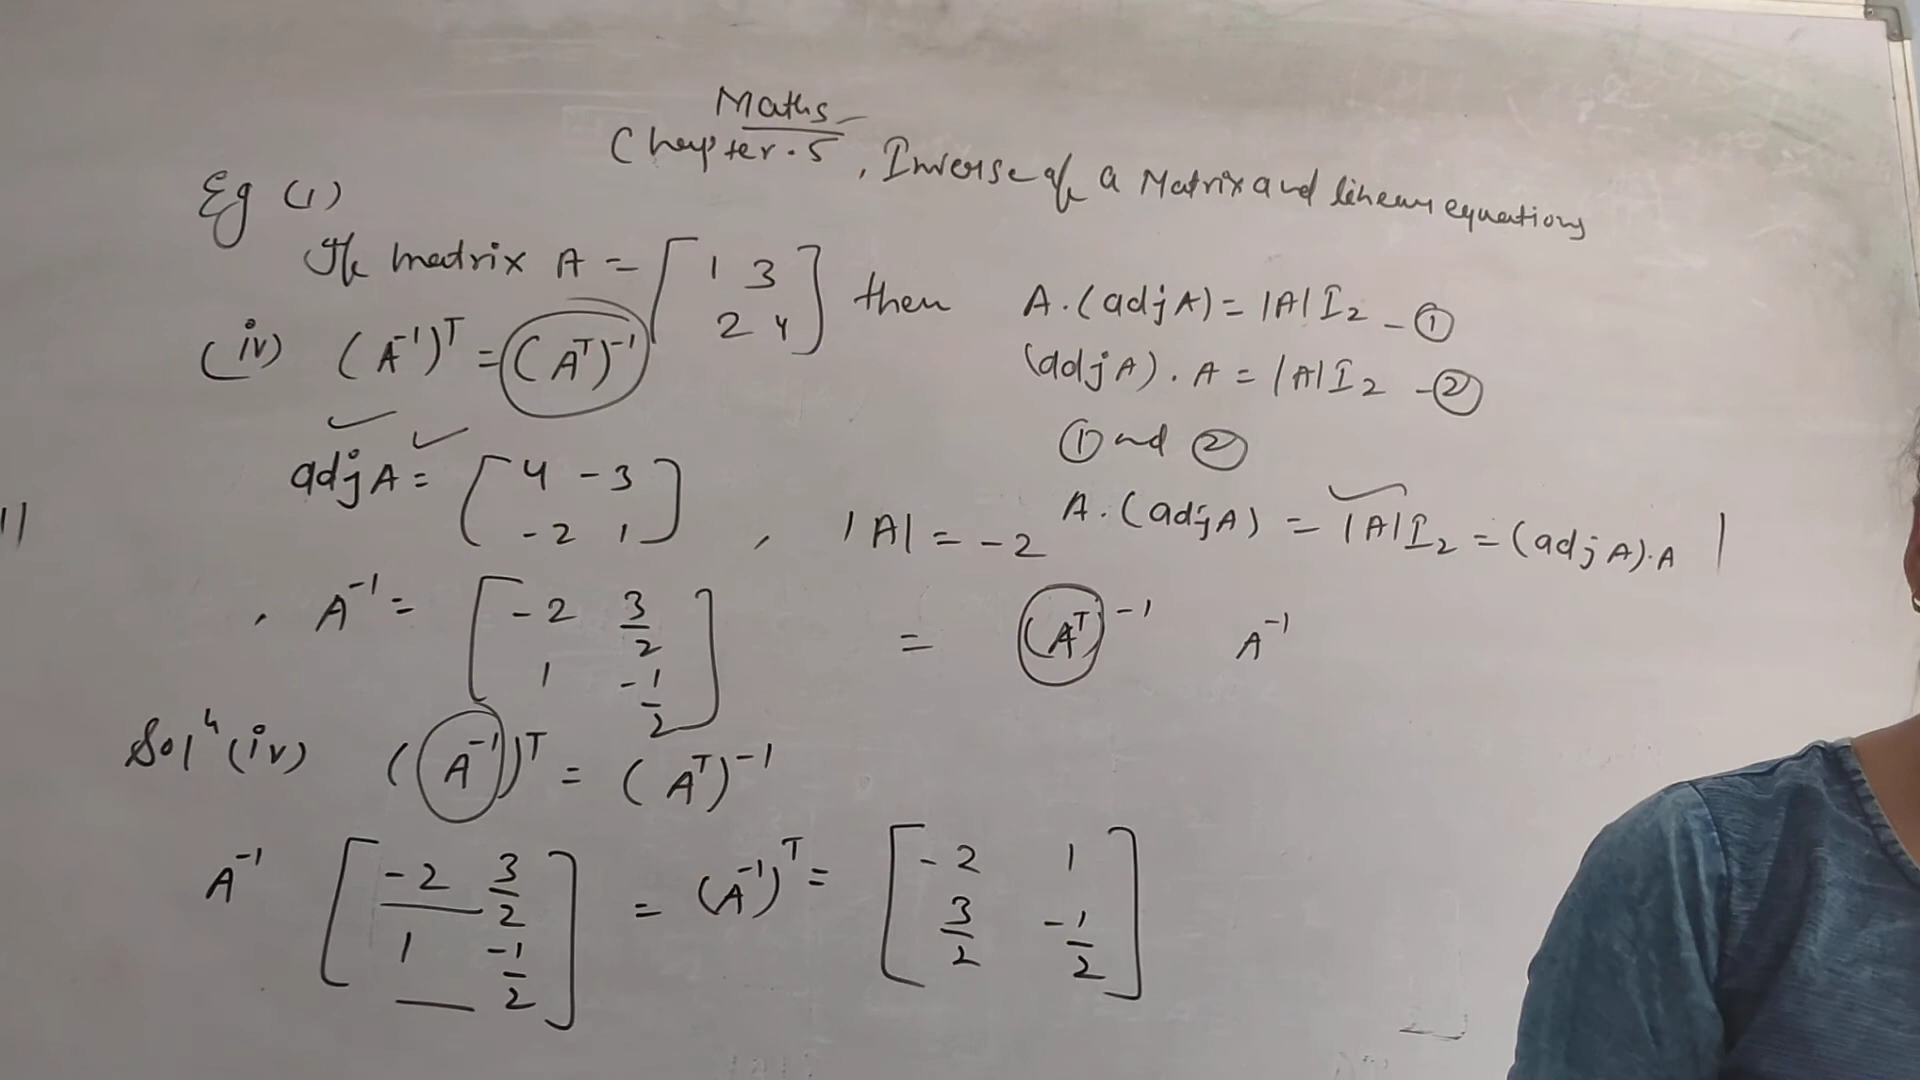 Maths
Chapter.5, Inverse of a Matrix and linear equations
Eg (1)
If matrix A = [ 1 3
2 4 ] then
(iv) (A⁻¹)ᵀ = (Aᵀ)⁻¹
A.(adj A) = |A| I₂ - ①
(adj A). A = |A| I₂ - ②
① and ②
A.(adj A) = |A| I₂ = (adj A).A
adj A = [ 4 -3
-2 1 ] , |A| = -2
, A⁻¹ = [ -2 3/2
1 -1/2 ]
= (Aᵀ)⁻¹ A⁻¹
Solⁿ (iv) (A⁻¹)ᵀ = (Aᵀ)⁻¹
A⁻¹ [ -2 3/2
1 -1/2 ] = (A⁻¹)ᵀ = [ -2 1
3/2 -1/2 ]